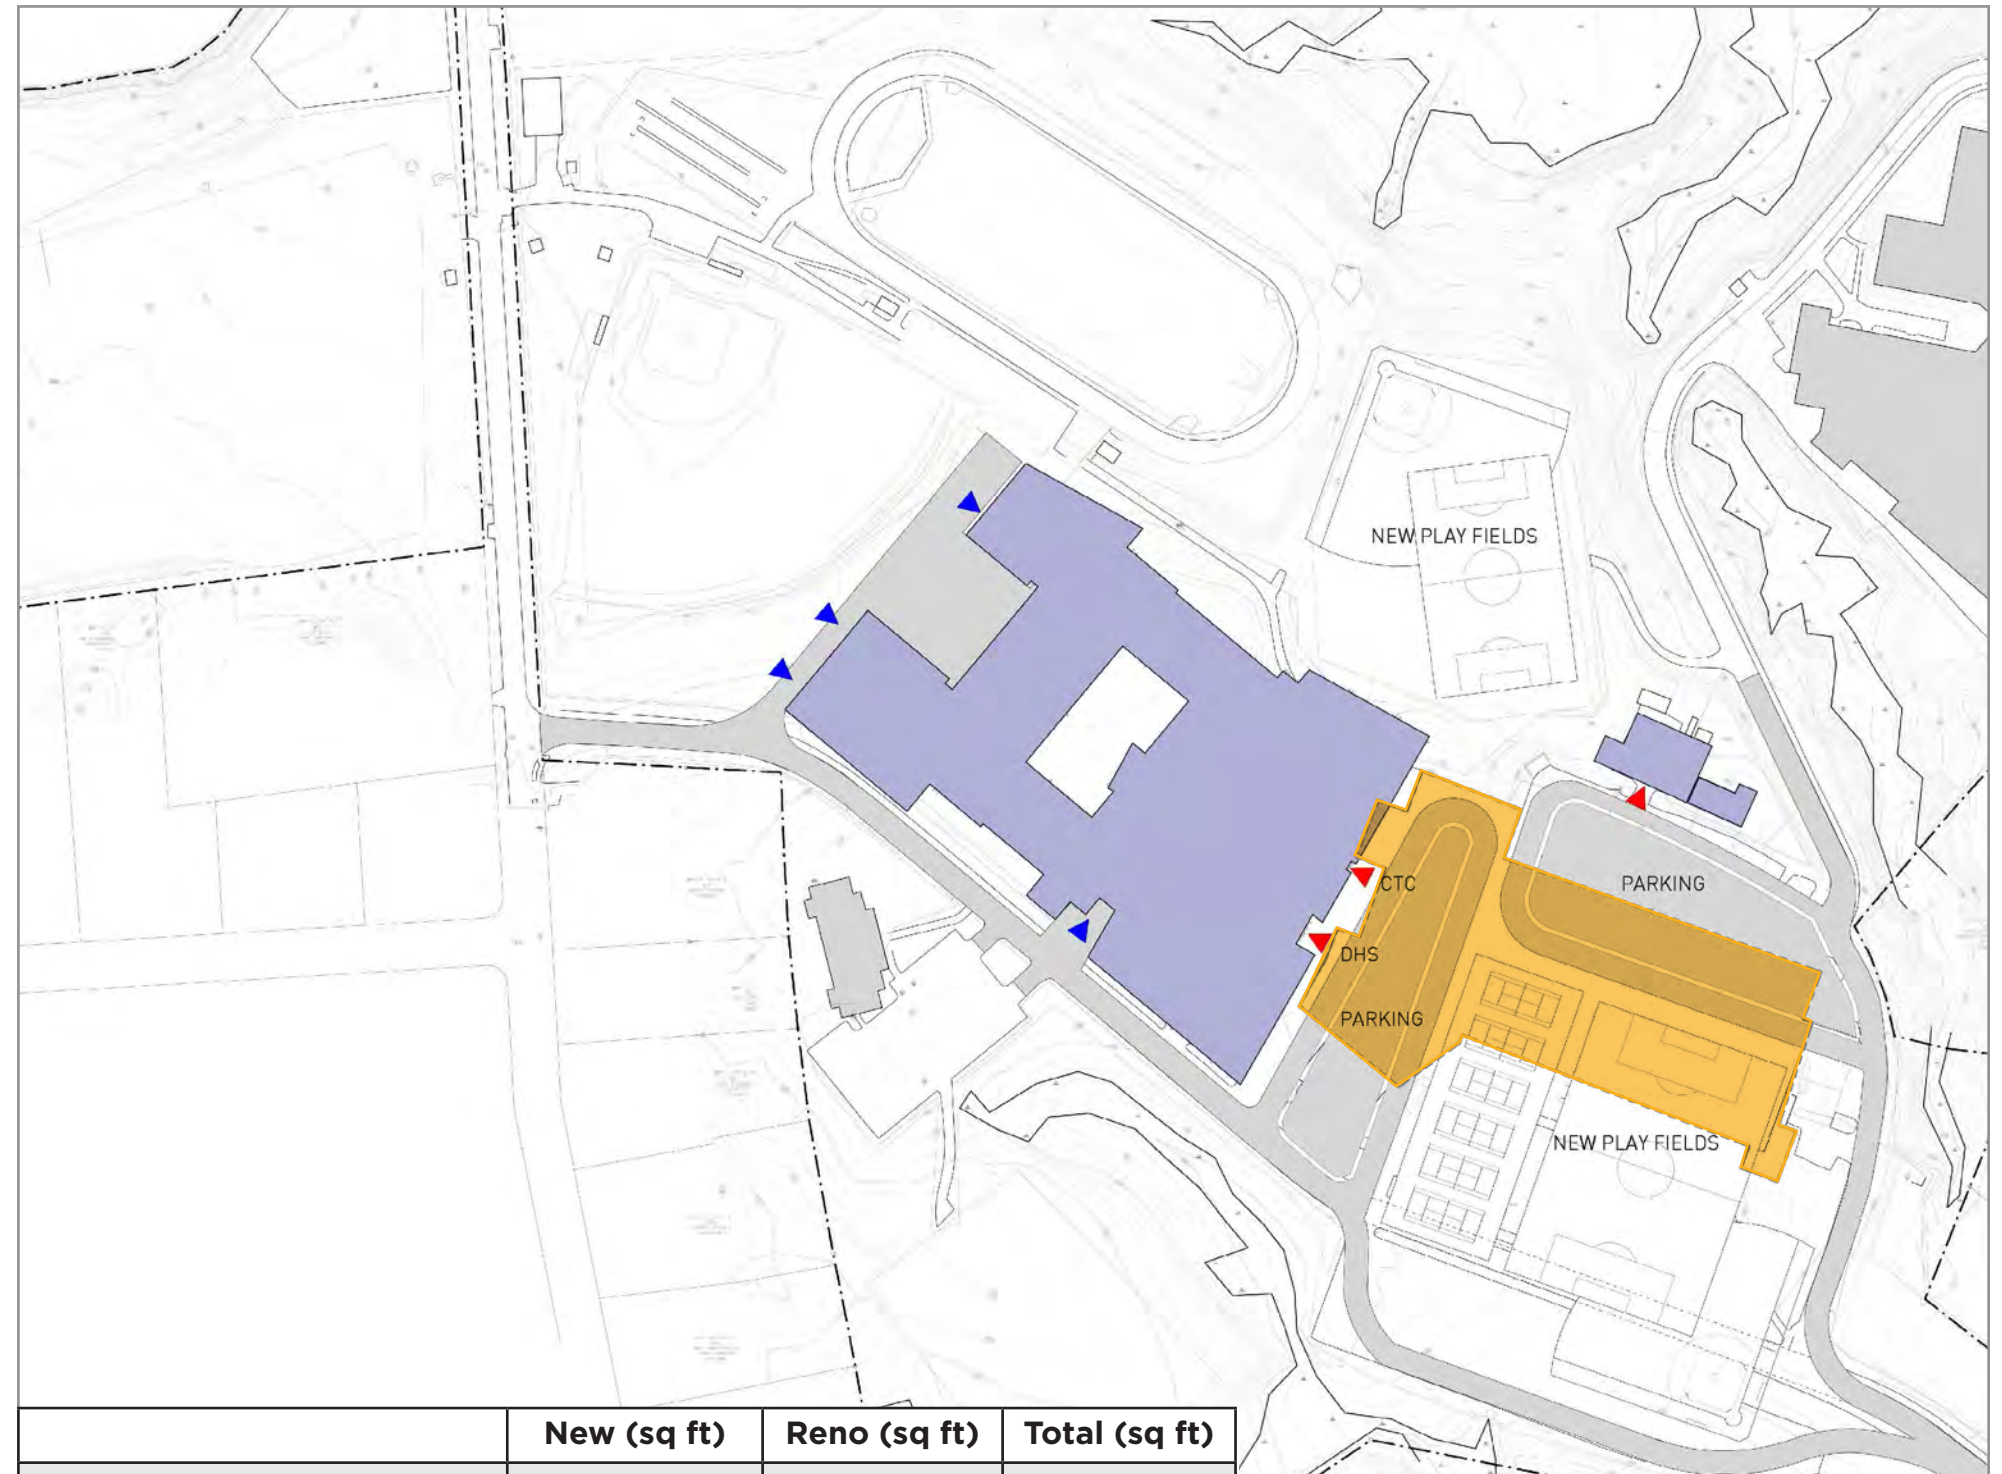 NEW PLAY FIELDS
PARKING
CTC
DHS
PARKING
NEW PLAY FIELDS
New (sq ft) Reno (sq ft) Total (sq ft)